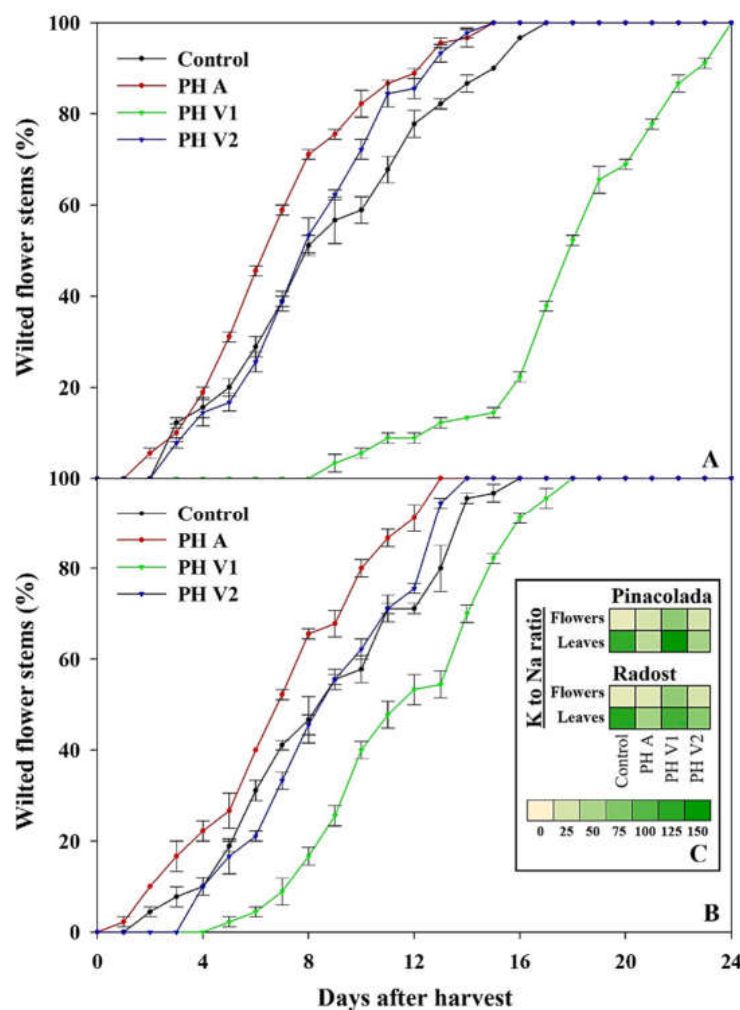 100
80
60
40
20
Wilted flower stems (%)
Control
PH A
PH V1
PH V2
A
100
80
60
40
20
0
Wilted flower stems (%)
Control
PH A
PH V1
PH V2
K to Na ratio
Pinacolada
Flowers
Leaves
Radost
Flowers
Leaves
Control
PH A
PH V1
PH V2
0 25 50 75 100 125 150
C
B
0 4 8 12 16 20 24
Days after harvest